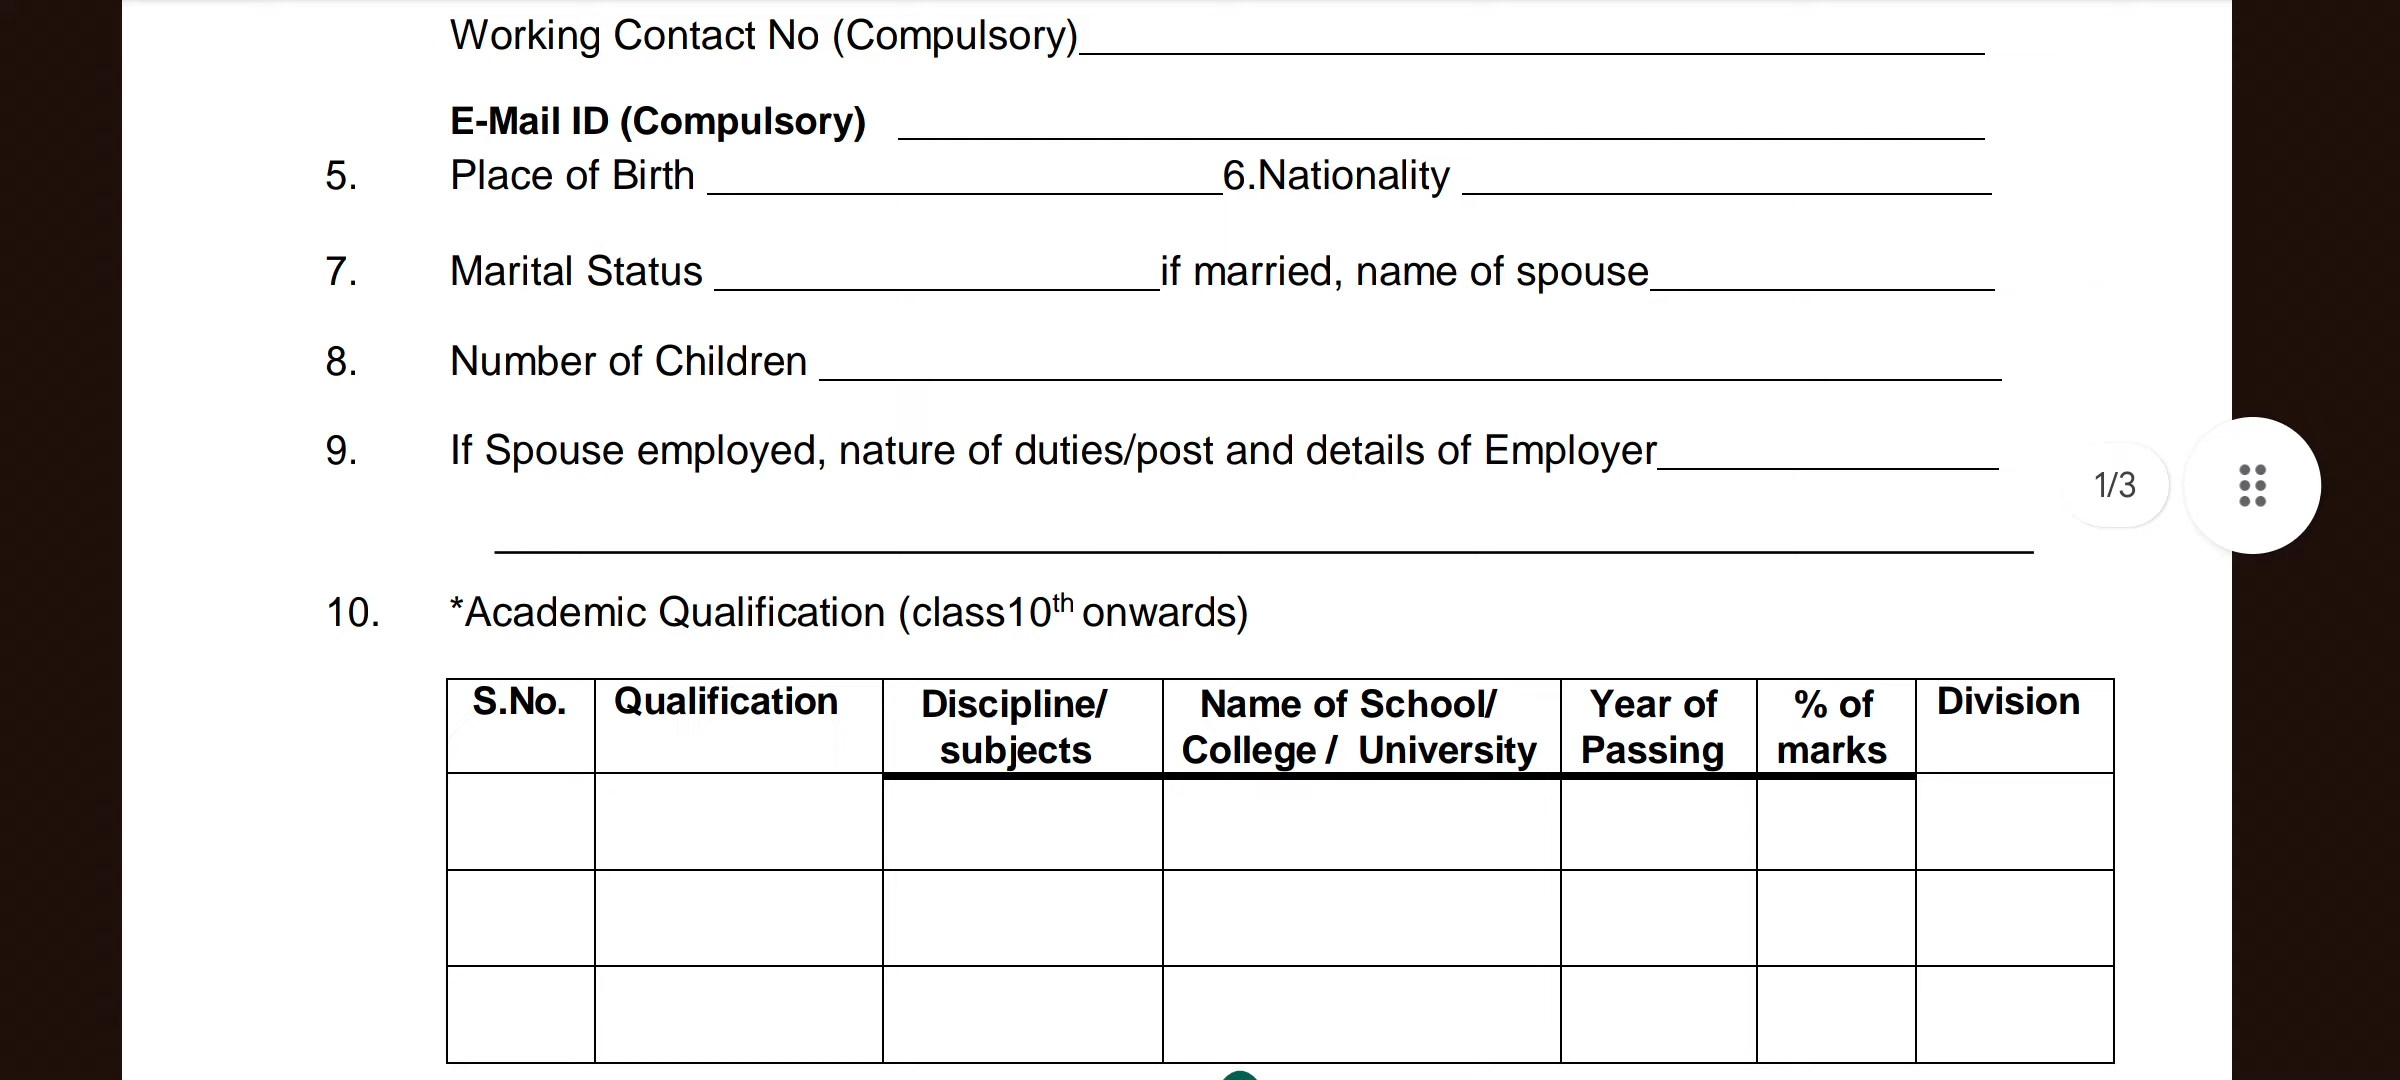 Working Contact No (Compulsory)
E-Mail ID (Compulsory)
5. Place of Birth 6.Nationality
7. Marital Status if married, name of spouse
8. Number of Children
9. If Spouse employed, nature of duties/post and details of Employer
1/3
10. *Academic Qualification (class10th onwards)
S.No. Qualification Discipline/ subjects Name of School/ College / University Year of Passing % of marks Division